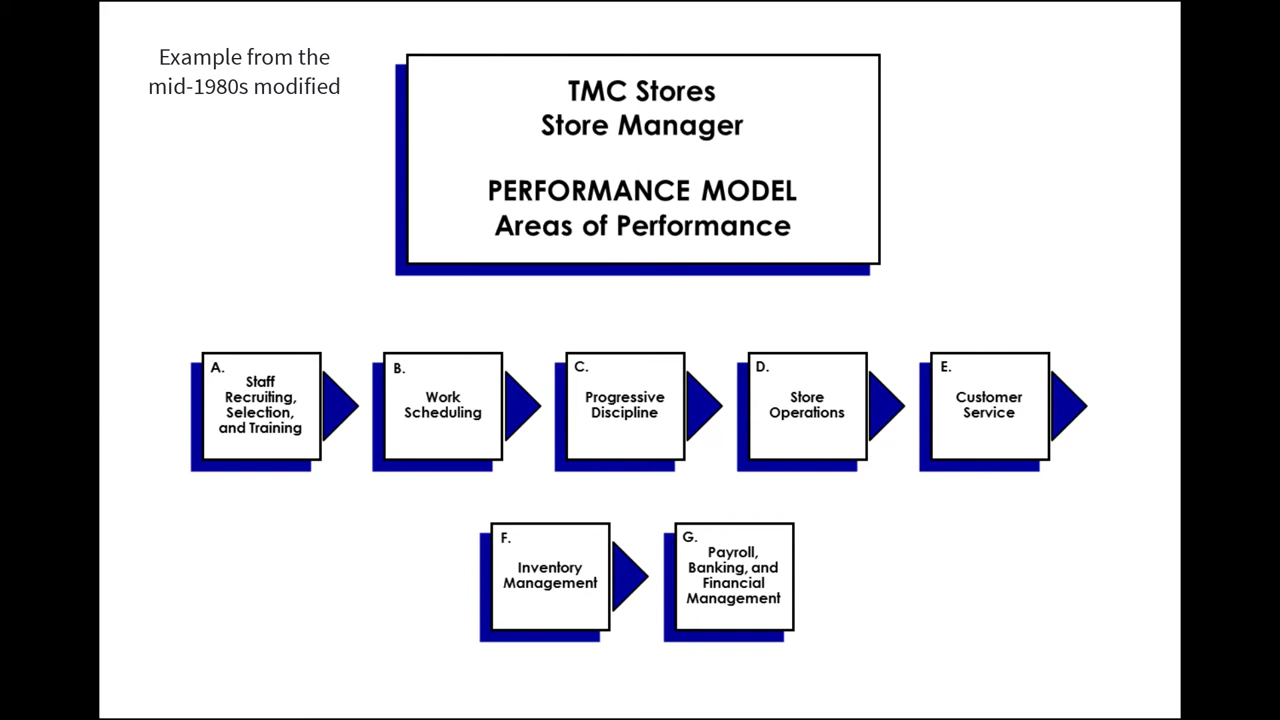 Example from the
mid-1980s modified
TMC Stores
Store Manager
PERFORMANCE MODEL
Areas of Performance
A.
Staff
Recruiting,
Selection,
and Training
B.
Work
Scheduling
C.
Progressive
Discipline
D.
Store
Operations
E.
Customer
Service
F.
Inventory
Management
G.
Payroll,
Banking, and
Financial
Management